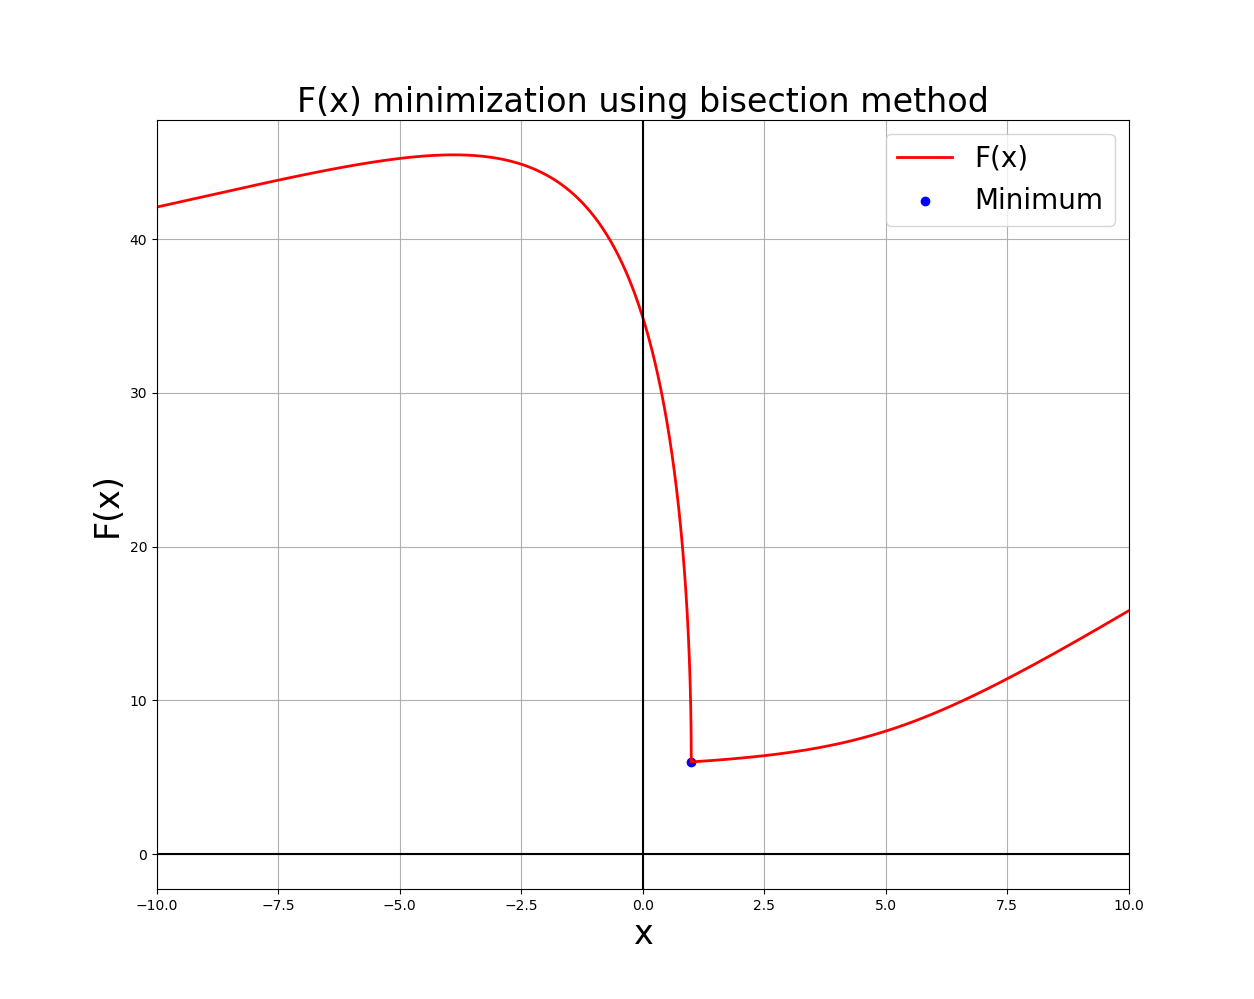 F(x) minimization using bisection method
F(x)
Minimum
40
30
20
10
0
F(x)
−10.0 −7.5 −5.0 −2.5 0.0 2.5 5.0 7.5 10.0
x